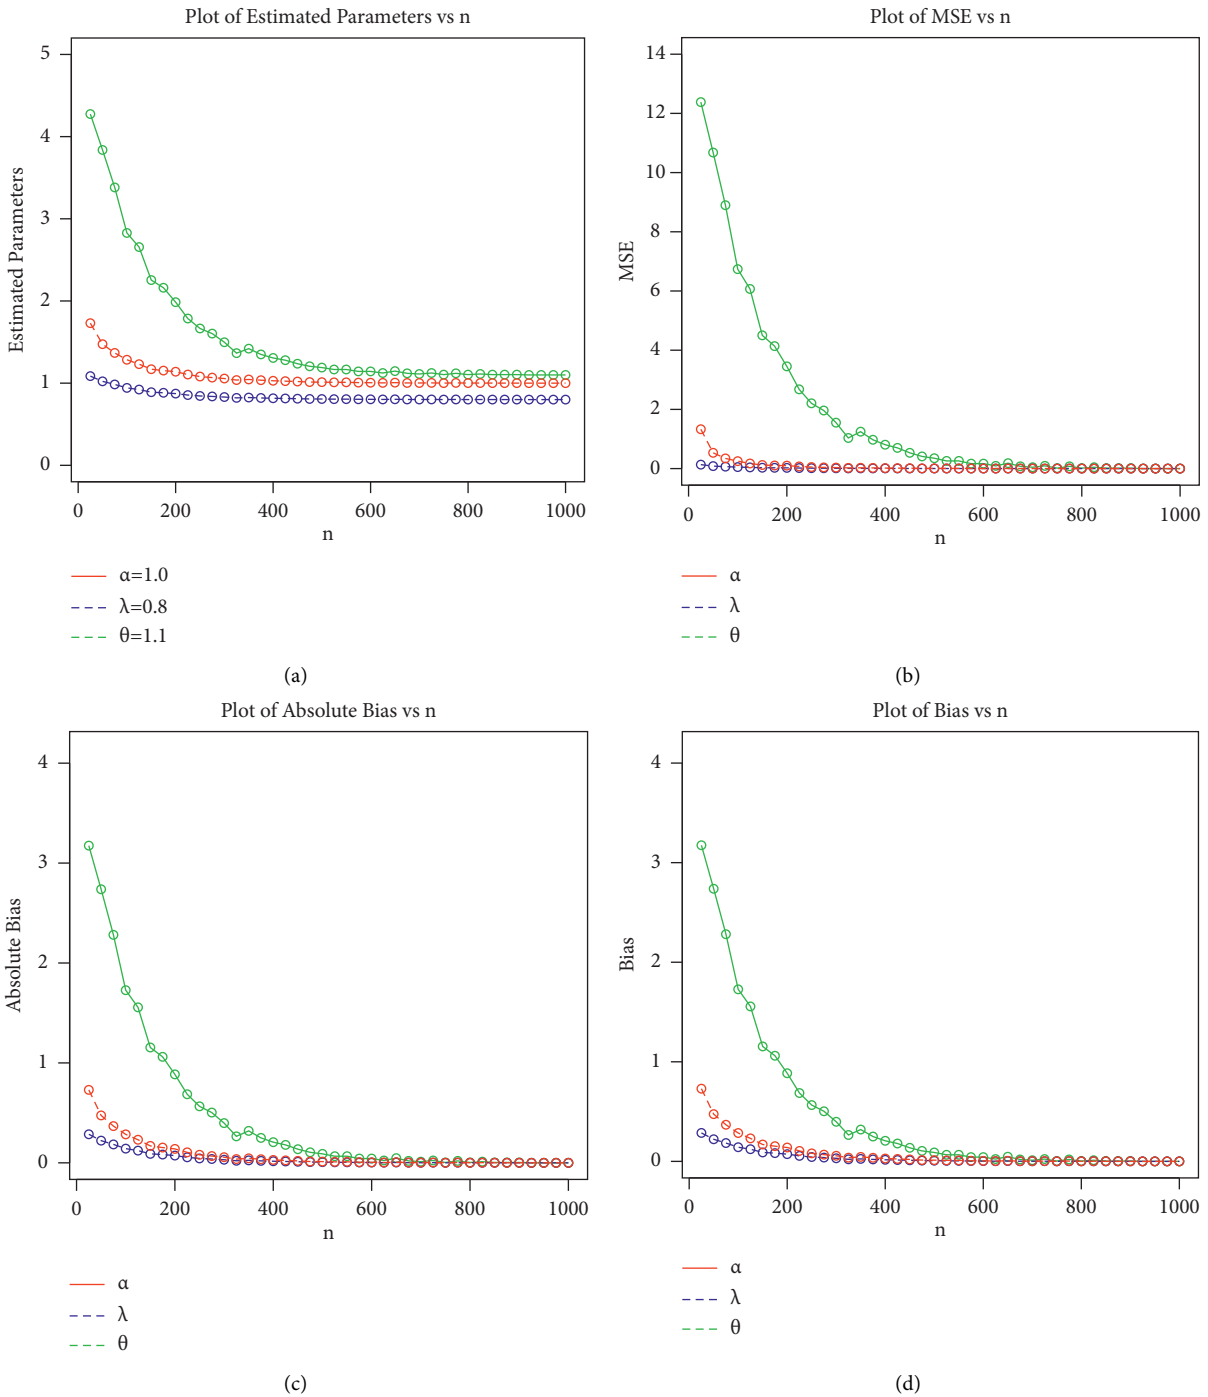 Plot of Estimated Parameters vs n
Estimated Parameters
5
4
3
2
1
0
0 200 400 600 800 1000
n
α=1.0
λ=0.8
θ=1.1
(a)
Plot of MSE vs n
MSE
14
12
10
8
6
4
2
0
0 200 400 600 800 1000
n
α
λ
θ
(b)
Plot of Absolute Bias vs n
Absolute Bias
4
3
2
1
0
0 200 400 600 800 1000
n
α
λ
θ
(c)
Plot of Bias vs n
Bias
4
3
2
1
0
0 200 400 600 800 1000
n
α
λ
θ
(d)